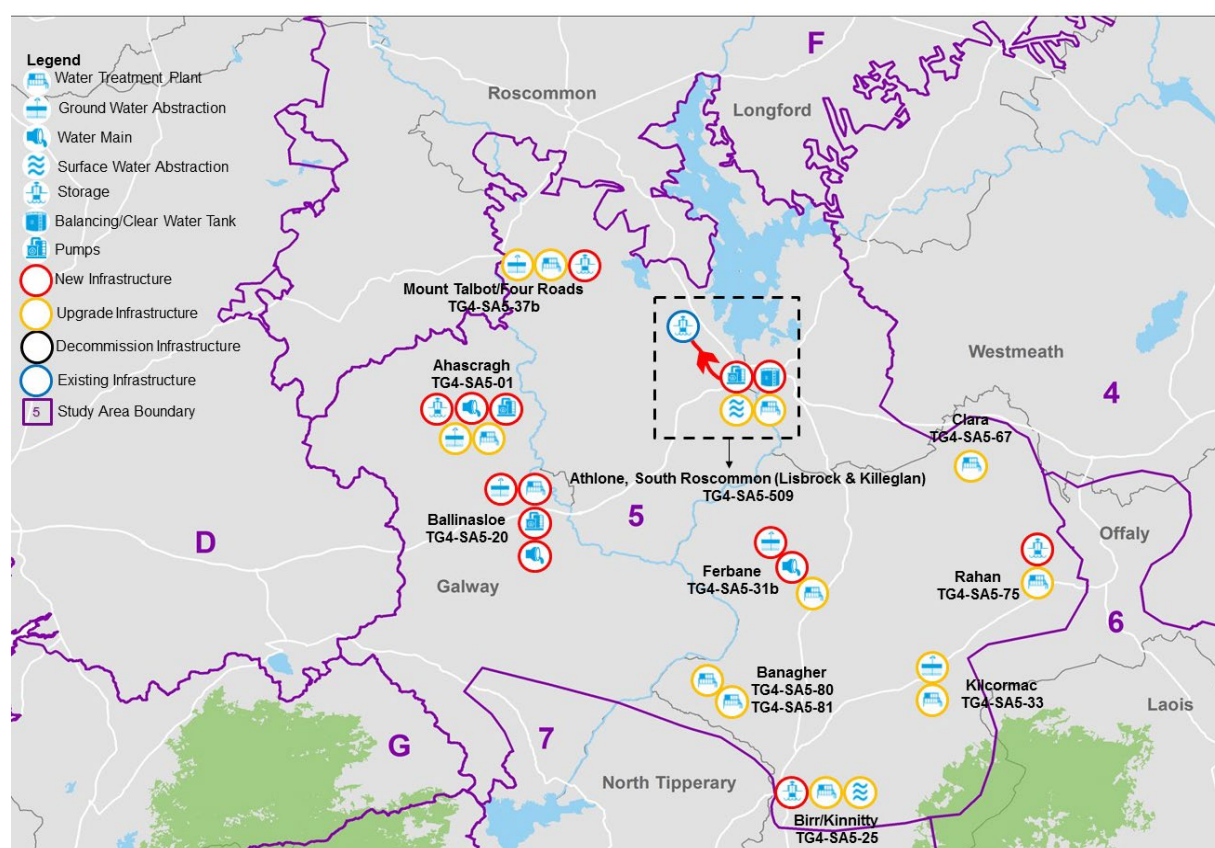 Legend
Water Treatment Plant
Ground Water Abstraction
Water Main
Surface Water Abstraction
Storage
Balancing/Clear Water Tank
Pumps
New Infrastructure
Upgrade Infrastructure
Decommission Infrastructure
Existing Infrastructure
5 Study Area Boundary
F
Roscommon
Longford
Mount Talbot/Four Roads
TG4-SA5-37b
Westmeath
4
Ahascragh
TG4-SA5-01
Clara
TG4-SA5-67
Athlone, South Roscommon (Lisbrock & Killeglan)
TG4-SA5-509
5
D
Ballinasloe
TG4-SA5-20
Galway
Offaly
Ferbane
TG4-SA5-31b
Rahan
TG4-SA5-75
6
Banagher
TG4-SA5-80
TG4-SA5-81
Kilcormac
TG4-SA5-33
Laois
G
7
North Tipperary
Birr/Kinnitty
TG4-SA5-25